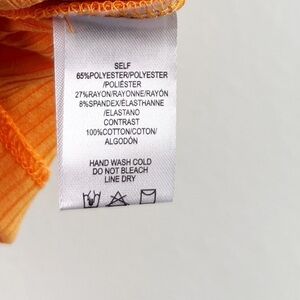 SELF
65%POLYESTER/POLYESTER
/POLIÉSTER
27%RAYON/RAYONNE/RAYÓN
8%SPANDEX/ÉLASTHANNE
/ELASTANO
CONTRAST
100%COTTON/COTON/
ALGODÓN
HAND WASH COLD
DO NOT BLEACH
LINE DRY